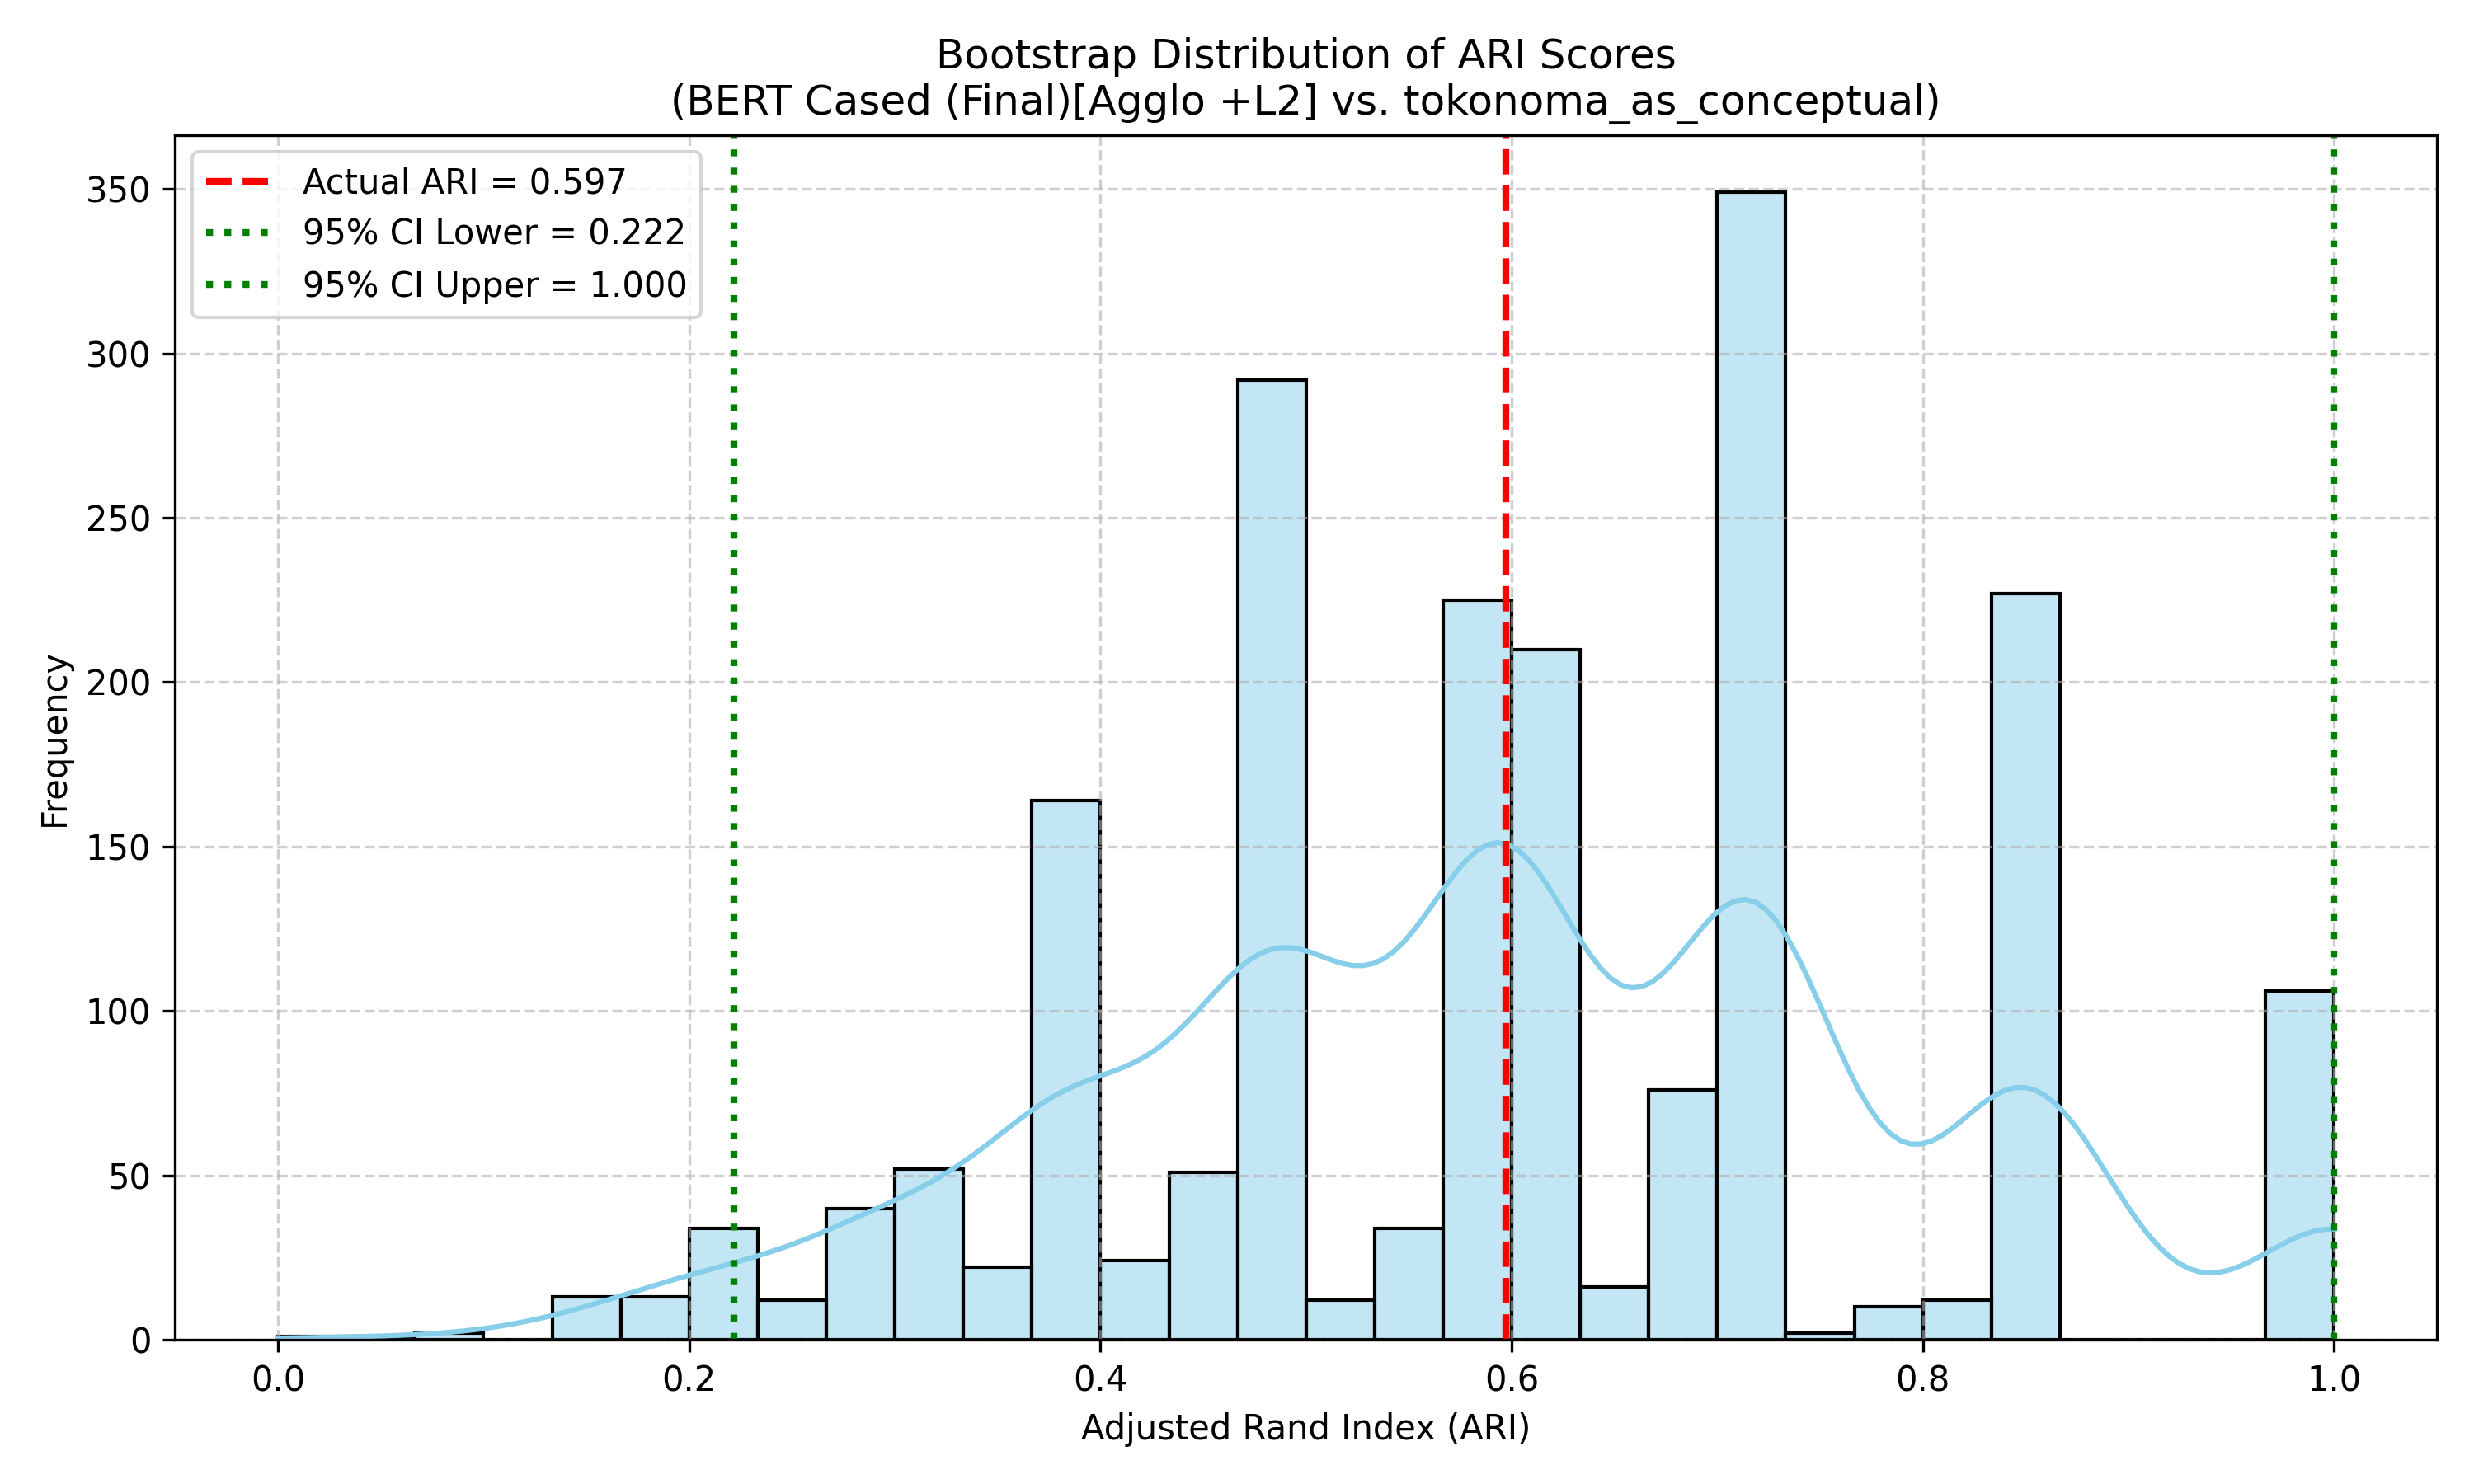 Bootstrap Distribution of ARI Scores
(BERT Cased (Final)[Agglo +L2] vs. tokonoma_as_conceptual)
Actual ARI = 0.597
95% CI Lower = 0.222
95% CI Upper = 1.000
Frequency
350
300
250
200
150
100
50
0
0.0 0.2 0.4 0.6 0.8 1.0
Adjusted Rand Index (ARI)